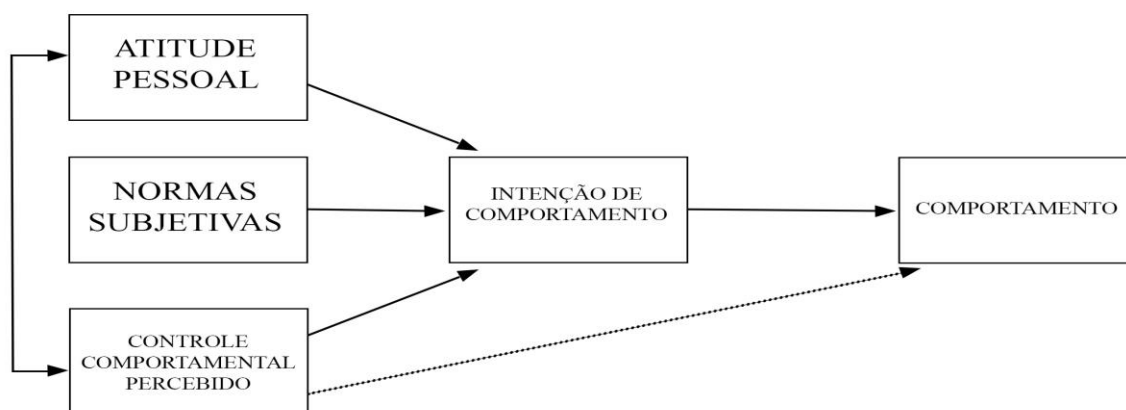 ATITUDE
PESSOAL
NORMAS
SUBJETIVAS
CONTROLE
COMPORTAMENTAL
PERCEBIDO
INTENÇÃO DE
COMPORTAMENTO
COMPORTAMENTO